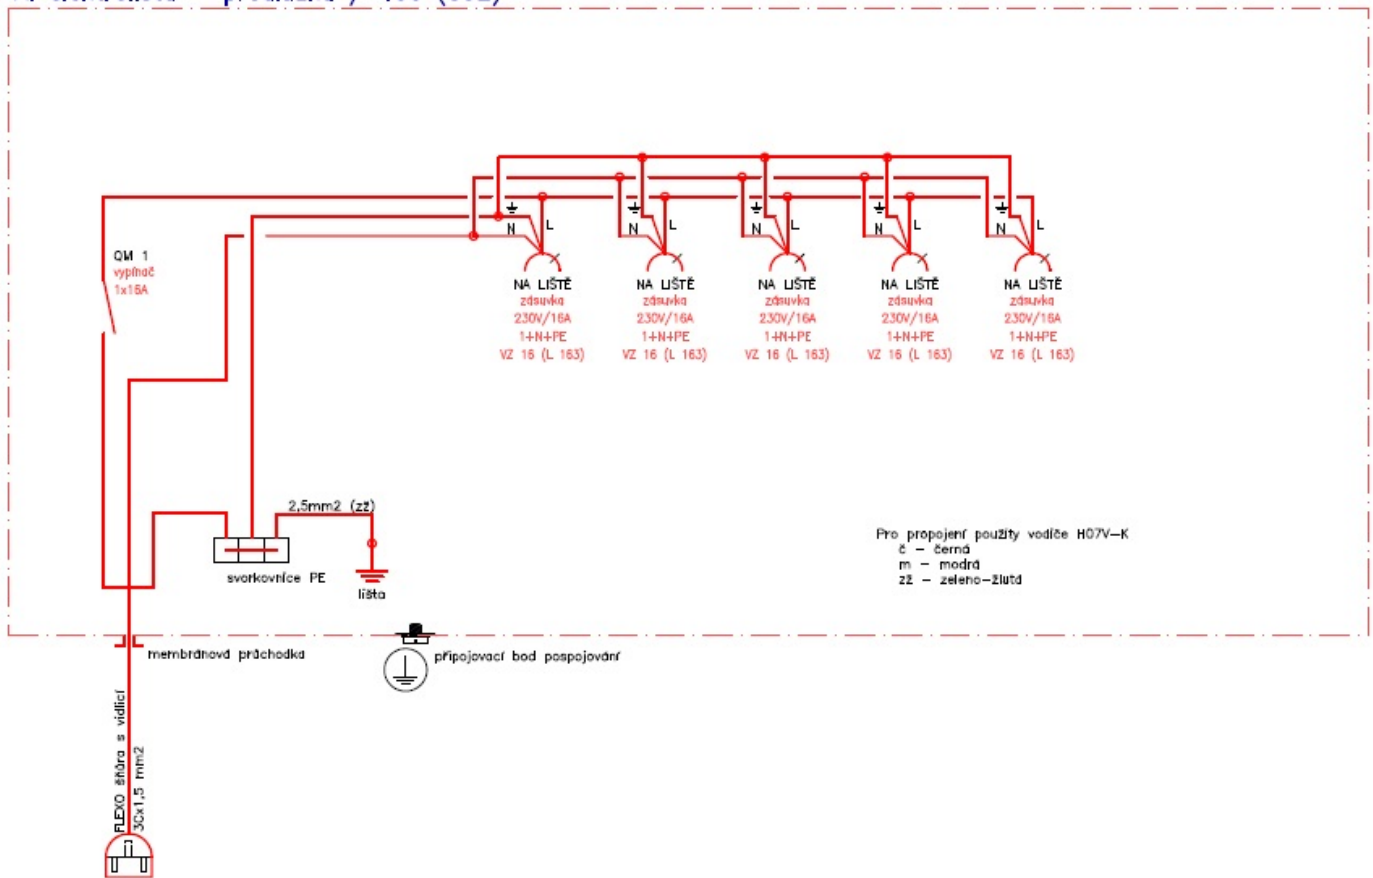 QM 1
vypínač
1x16A
N
L
N
L
N
L
N
L
N
L
NA LIŠTĚ
zásuvka
230V/16A
1+N+PE
VZ 16 (L 163)
NA LIŠTĚ
zásuvka
230V/16A
1+N+PE
VZ 16 (L 163)
NA LIŠTĚ
zásuvka
230V/16A
1+N+PE
VZ 16 (L 163)
NA LIŠTĚ
zásuvka
230V/16A
1+N+PE
VZ 16 (L 163)
NA LIŠTĚ
zásuvka
230V/16A
1+N+PE
VZ 16 (L 163)
2,5mm2 (zž)
svorkovnice PE
lišta
Pro propojení použity vodiče H07V-K
č - černá
m - modrá
zž - zeleno-žlutá
membránová průchodka
připojovací bod pospojování
FLEXO šňůra s vidlicí
3Cx1,5 mm2